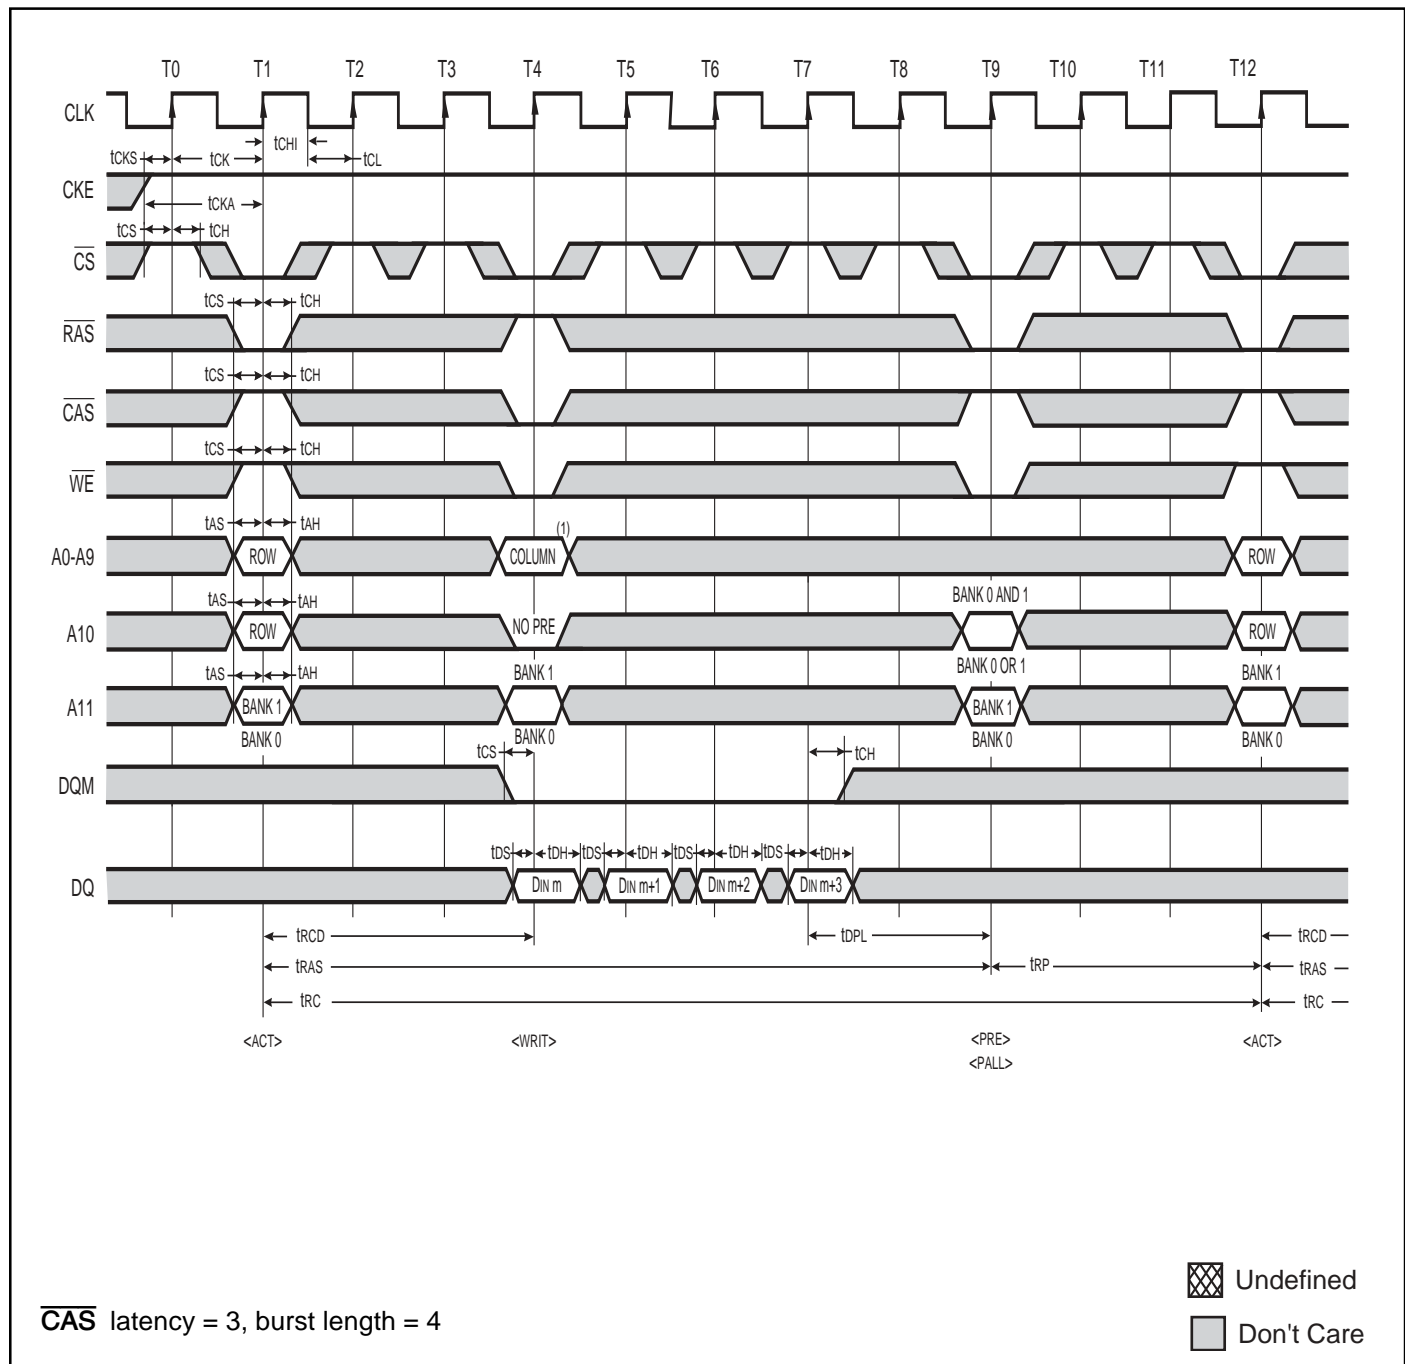 T0 T1 T2 T3 T4 T5 T6 T7 T8 T9 T10 T11 T12
CLK
tCHI
tCKS tCK tCL
CKE
tCKA
tCS tCH
CS
tCS tCH
RAS
tCS tCH
CAS
tCS tCH
WE
tAS tAH (1)
A0-A9 ROW COLUMN ROW
tAS tAH BANK 0 AND 1
A10 ROW NO PRE ROW
tAS tAH BANK 1 BANK 0 OR 1 BANK 1
A11 BANK 1 BANK 1
BANK 0 BANK 0 BANK 0 BANK 0
tCS tCH
DQM
tDS tDH tDS tDH tDS tDH tDS tDH
DQ DIN m DIN m+1 DIN m+2 DIN m+3
tRCD tDPL tRCD
tRAS tRP tRAS
tRC tRC
<ACT> <WRIT> <PRE> <ACT>
<PALL>
Undefined
CAS latency = 3, burst length = 4
Don't Care